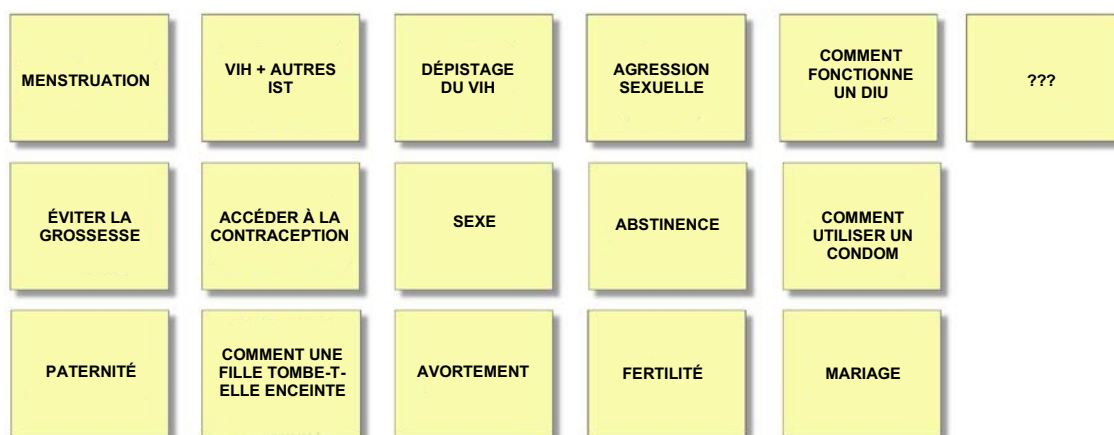 MENSTRUATION
VIH + AUTRES
IST
DÉPISTAGE
DU VIH
AGRESSION
SEXUELLE
COMMENT
FONCTIONNE
UN DIU
???
ÉVITER LA
GROSSESSE
ACCÉDER À LA
CONTRACEPTION
SEXE
ABSTINENCE
COMMENT
UTILISER UN
CONDOM
PATERNITÉ
COMMENT UNE
FILLE TOMBE-T-
ELLE ENCEINTE
AVORTEMENT
FERTILITÉ
MARIAGE